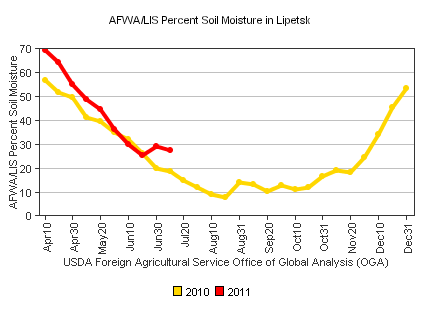 AFWA/LIS Percent Soil Moisture in Lipetsk
AFWA/LIS Percent Soil Moisture
70
60
50
40
30
20
10
0
Apr10
Apr30
May20
Jun10
Jun30
Jul20
Aug10
Aug31
Sep20
Oct10
Oct31
Nov20
Dec10
Dec31
USDA Foreign Agricultural Service Office of Global Analysis (OGA)
2010 2011